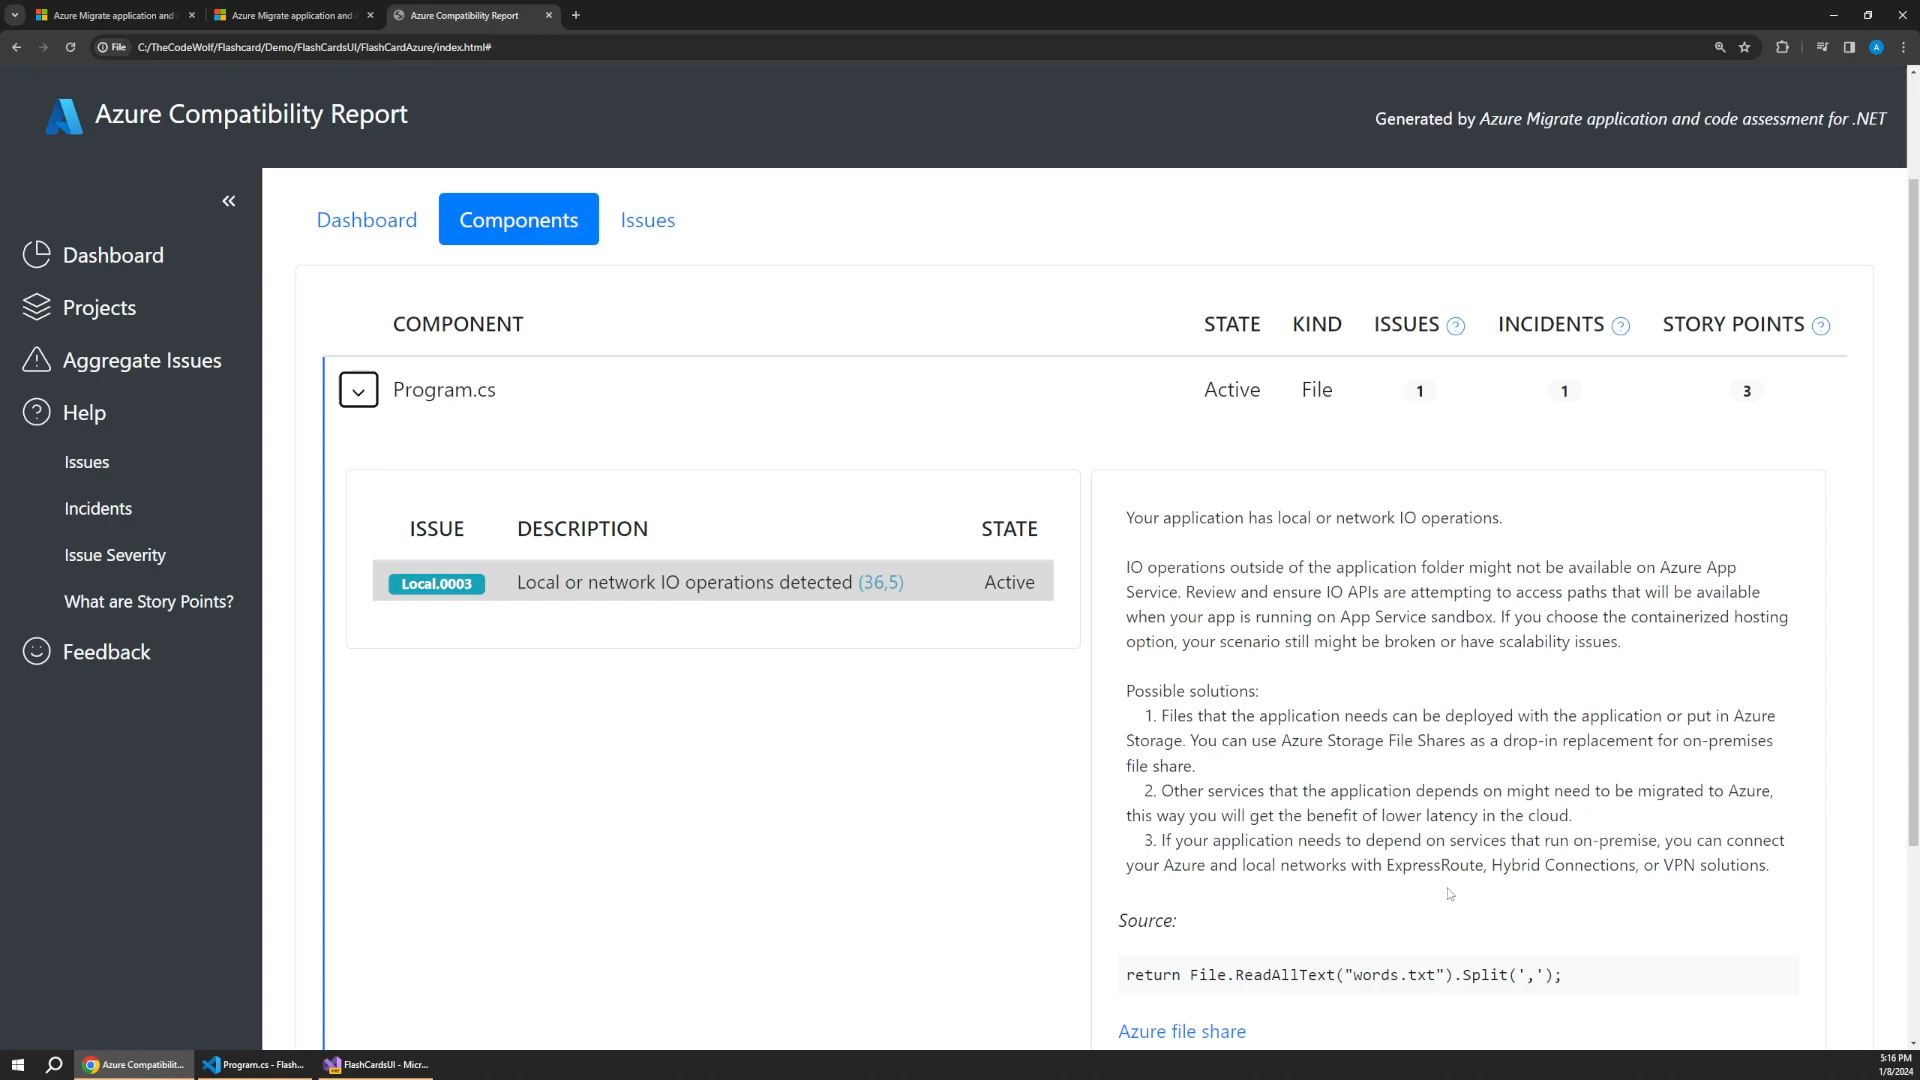 Azure Migrate application and
Azure Migrate application and
Azure Compatibility Report
File
C:/TheCodeWolf/Flashcard/Demo/FlashCardsUI/FlashCardAzure/index.html#
A
Azure Compatibility Report
Generated by Azure Migrate application and code assessment for .NET
Dashboard
Projects
Aggregate Issues
Help
Issues
Incidents
Issue Severity
What are Story Points?
Feedback
Dashboard
Components
Issues
COMPONENT
STATE
KIND
ISSUES ?
INCIDENTS ?
STORY POINTS ?
Program.cs
Active
File
1
1
3
ISSUE
DESCRIPTION
STATE
Local.0003
Local or network IO operations detected (36,5)
Active
Your application has local or network IO operations.
IO operations outside of the application folder might not be available on Azure App
Service. Review and ensure IO APIs are attempting to access paths that will be available
when your app is running on App Service sandbox. If you choose the containerized hosting
option, your scenario still might be broken or have scalability issues.
Possible solutions:
1. Files that the application needs can be deployed with the application or put in Azure
Storage. You can use Azure Storage File Shares as a drop-in replacement for on-premises
file share.
2. Other services that the application depends on might need to be migrated to Azure,
this way you will get the benefit of lower latency in the cloud.
3. If your application needs to depend on services that run on-premise, you can connect
your Azure and local networks with ExpressRoute, Hybrid Connections, or VPN solutions.
Source:
return File.ReadAllText("words.txt").Split(',');
Azure file share
Azure Compatibilit...
Program.cs - Flash...
FlashCardsUI - Micr...
5:16 PM
1/8/2024